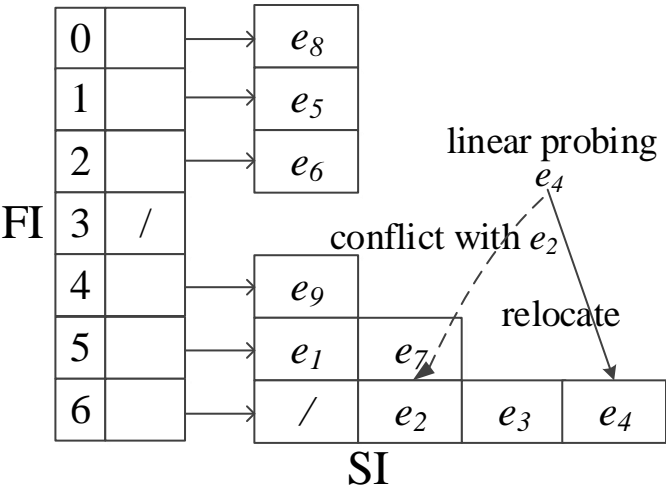 0 e8
1 e5
2 e6
linear probing
e4
FI 3 /
conflict with e2
4 e9
relocate
5 e1 e7
6 / e2 e3 e4
SI